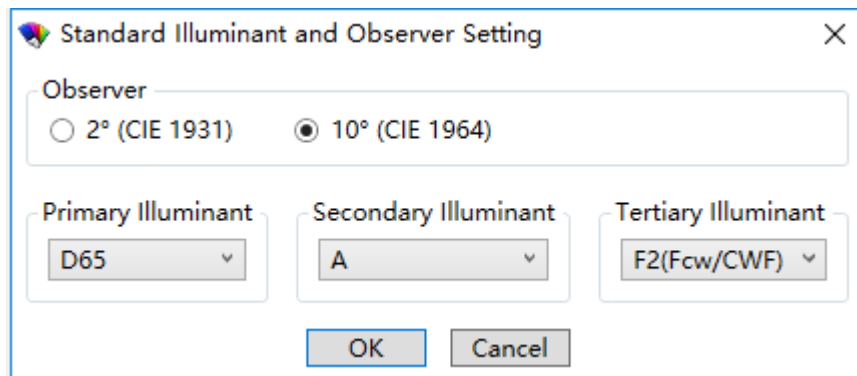 Standard Illuminant and Observer Setting
Observer
2° (CIE 1931) 10° (CIE 1964)
Primary Illuminant Secondary Illuminant Tertiary Illuminant
D65 A F2(Fcw/CWF)
OK Cancel